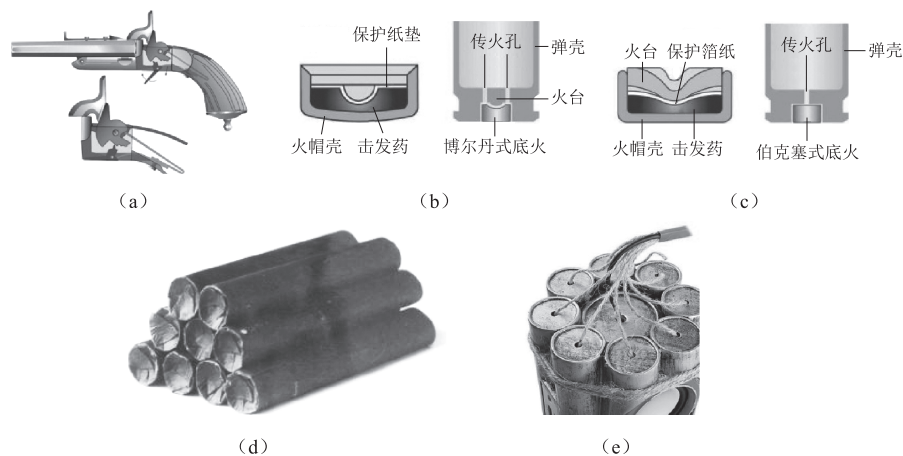 保护纸垫
传火孔
弹壳
火台
火帽壳
击发药
博尔丹式底火
火台
保护箔纸
传火孔
弹壳
火帽壳
击发药
伯克塞式底火
（a）
（b）
（c）
（d）
（e）